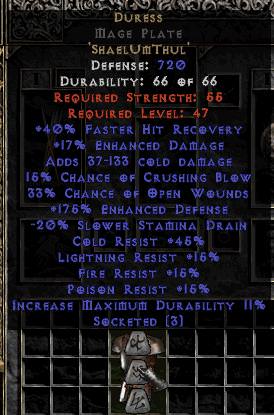 Duress
Mage Plate
'ShaelUmThul'
Defense: 720
Durability: 66 of 66
Required Strength: 55
Required Level: 47
+40% Faster Hit Recovery
+17% Enhanced Damage
Adds 37-133 cold damage
15% Chance of Crushing Blow
33% Chance of Open Wounds
+175% Enhanced Defense
-20% Slower Stamina Drain
Cold Resist +45%
Lightning Resist +15%
Fire Resist +15%
Poison Resist +15%
Increase Maximum Durability 11%
Socketed (3)